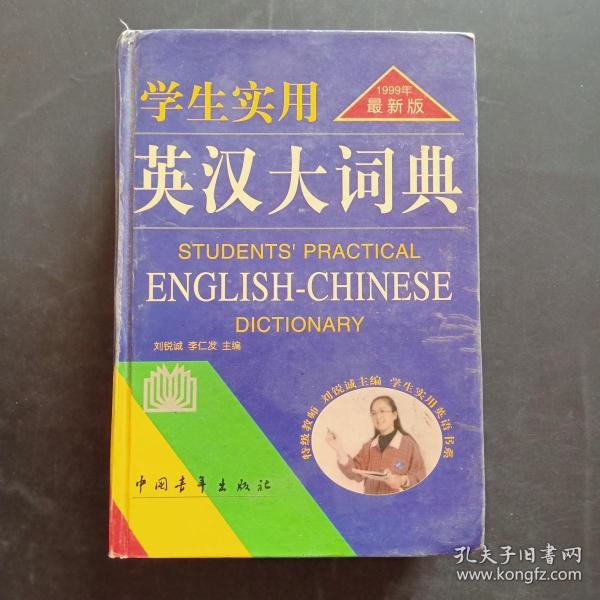 学生实用
1999年
最新版
英汉大词典
STUDENTS' PRACTICAL
ENGLISH-CHINESE
DICTIONARY
刘锐诚 李仁发 主编
特级教师 刘锐诚主编 学生实用英语书系
中国青年出版社
孔夫子旧书网
www.kongfz.com